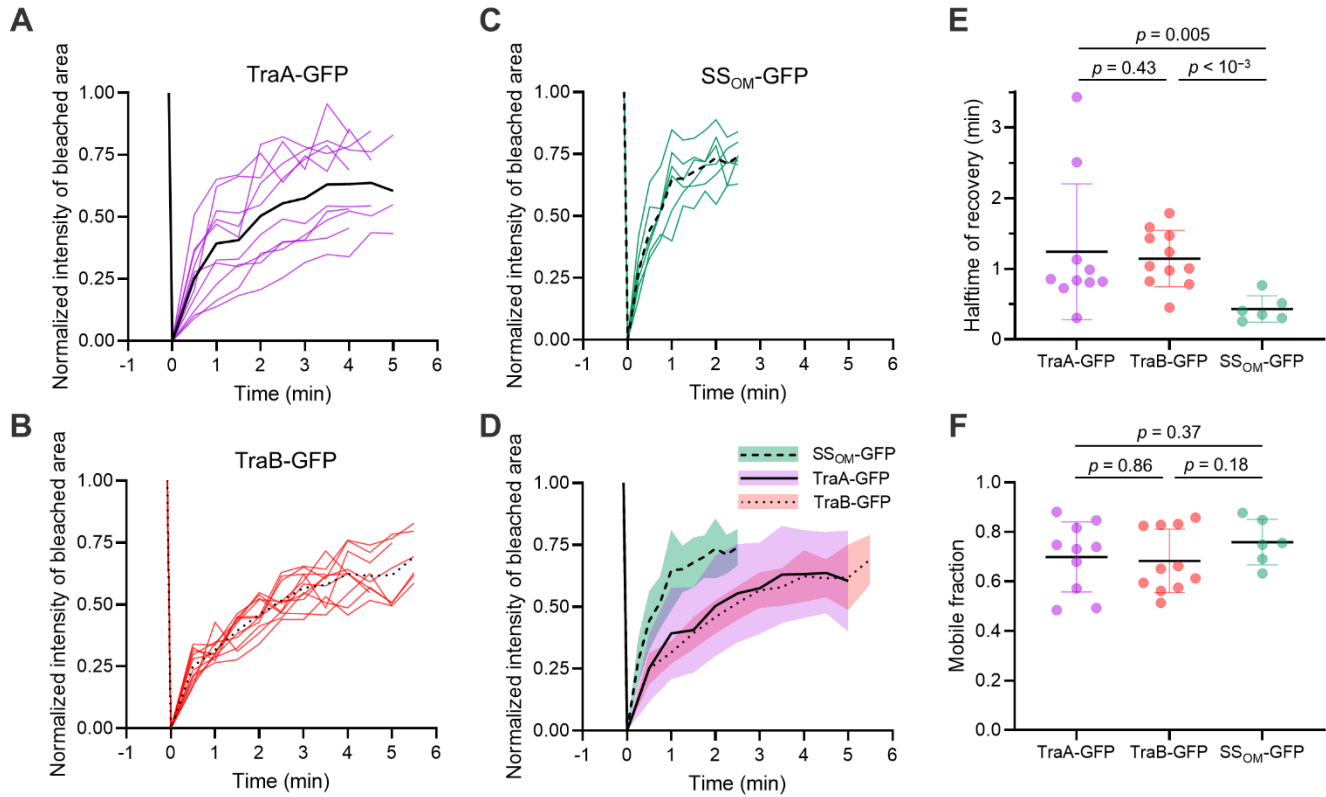 A
TraA-GFP
Normalized intensity of bleached area
1.00
0.75
0.50
0.25
0.00
-1 0 1 2 3 4 5 6
Time (min)
B
TraB-GFP
Normalized intensity of bleached area
1.00
0.75
0.50
0.25
0.00
-1 0 1 2 3 4 5 6
Time (min)
C
SSOM-GFP
Normalized intensity of bleached area
1.00
0.75
0.50
0.25
0.00
-1 0 1 2 3 4 5 6
Time (min)
D
SSOM-GFP
TraA-GFP
TraB-GFP
Normalized intensity of bleached area
1.00
0.75
0.50
0.25
0.00
-1 0 1 2 3 4 5 6
Time (min)
E
p = 0.005
p = 0.43 p < 10⁻³
Halftime of recovery (min)
3
2
1
0
TraA-GFP TraB-GFP SSOM-GFP
F
p = 0.37
p = 0.86 p = 0.18
Mobile fraction
1.0
0.8
0.6
0.4
0.2
0.0
TraA-GFP TraB-GFP SSOM-GFP